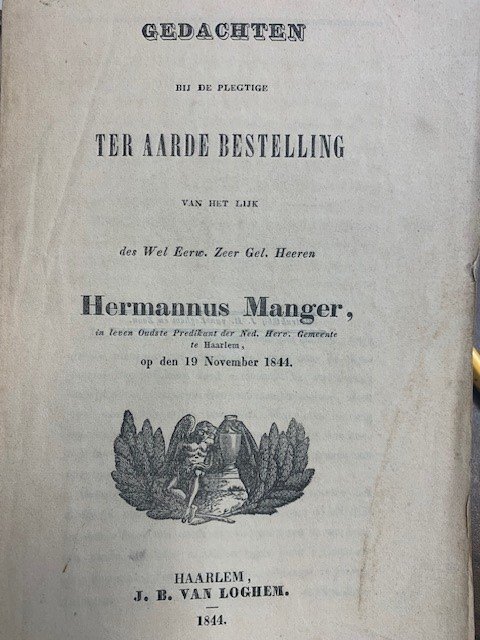 GEDACHTEN
BIJ DE PLEGTIGE
TER AARDE BESTELLING
VAN HET LIJK
des Wel Eerw. Zeer Gel. Heeren
Hermannus Manger,
in leven Oudste Predikant der Ned. Herv. Gemeente
te Haarlem,
op den 19 November 1844.
HAARLEM,
J. B. VAN LOGHEM.
1844.